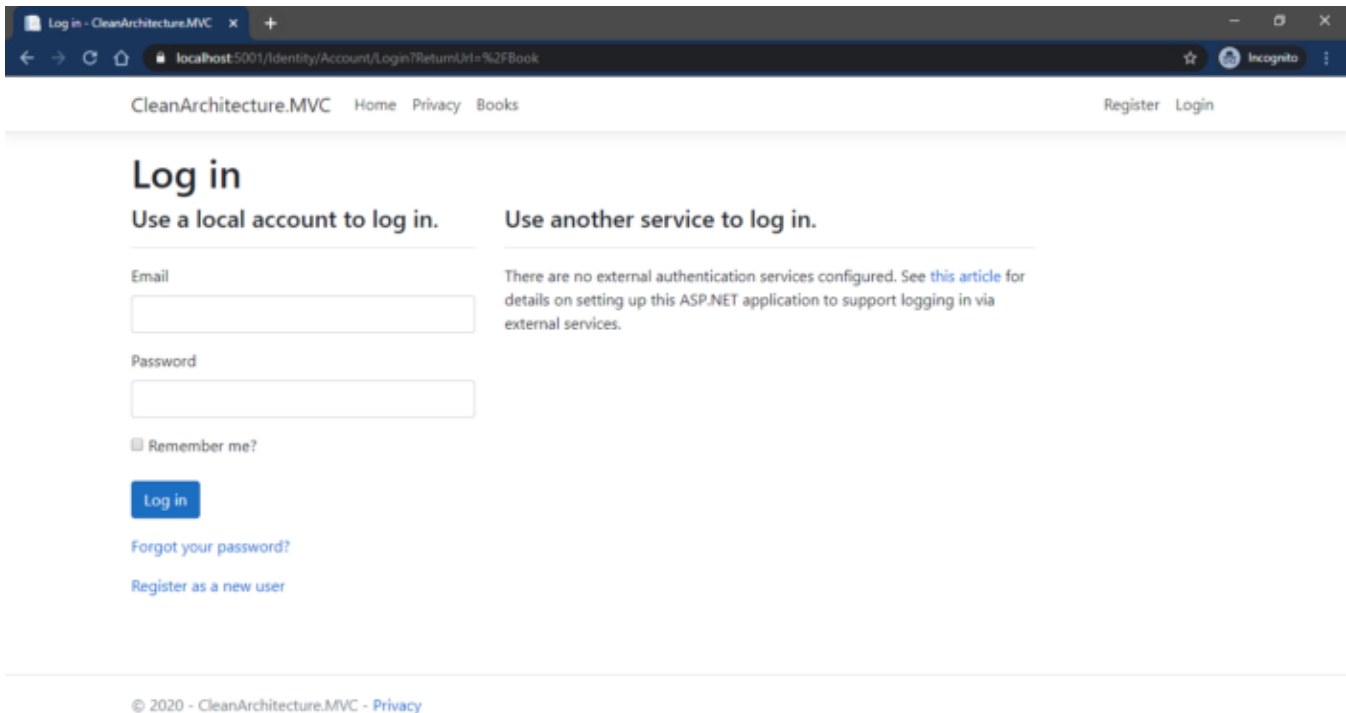 Log in - CleanArchitecture.MVC
localhost:5001/Identity/Account/Login?ReturnUrl=%2FBook
Incognito
CleanArchitecture.MVC Home Privacy Books Register Login
Log in
Use a local account to log in.
Email
Password
Remember me?
Log in
Forgot your password?
Register as a new user
Use another service to log in.
There are no external authentication services configured. See this article for
details on setting up this ASP.NET application to support logging in via
external services.
© 2020 - CleanArchitecture.MVC - Privacy